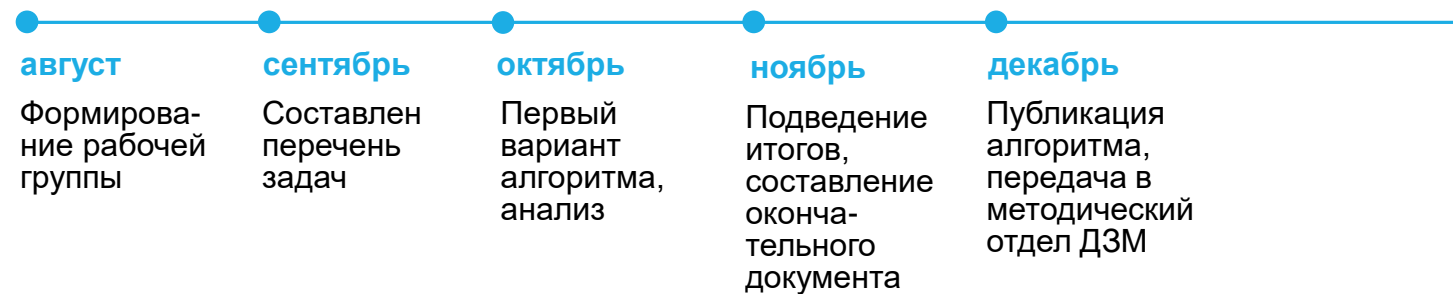 август
Формирова-
ние рабочей
группы
сентябрь
Составлен
перечень
задач
октябрь
Первый
вариант
алгоритма,
анализ
ноябрь
Подведение
итогов,
составление
оконча-
тельного
документа
декабрь
Публикация
алгоритма,
передача в
методический
отдел ДЗМ